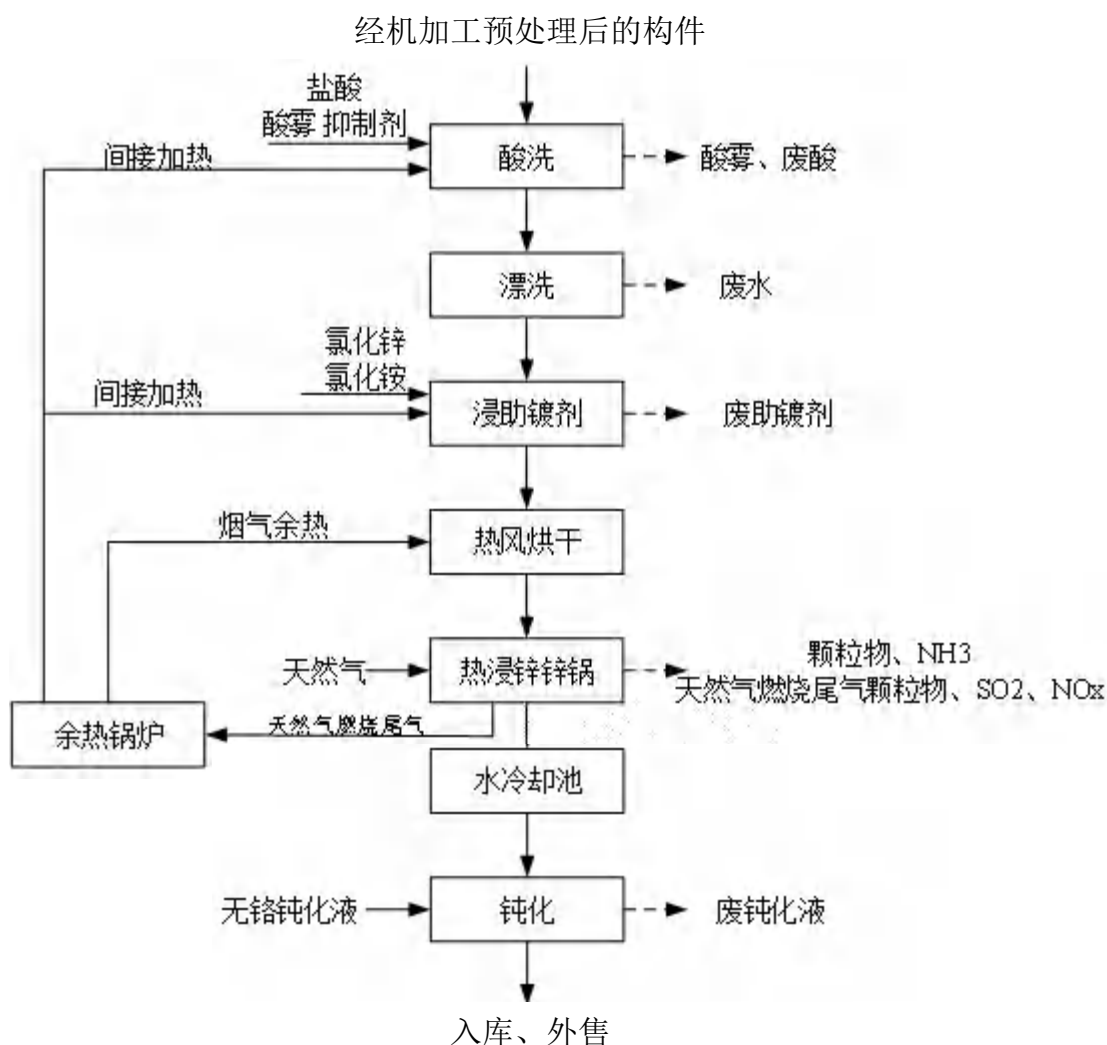 经机加工预处理后的构件
盐酸
酸雾 抑制剂
间接加热
酸洗
酸雾、废酸
漂洗
废水
氯化锌
氯化铵
间接加热
浸助镀剂
废助镀剂
烟气余热
热风烘干
天然气
热浸锌锌锅
颗粒物、NH3
天然气燃烧尾气颗粒物、SO2、NOx
天然气燃烧尾气
余热锅炉
水冷却池
无铬钝化液
钝化
废钝化液
入库、外售